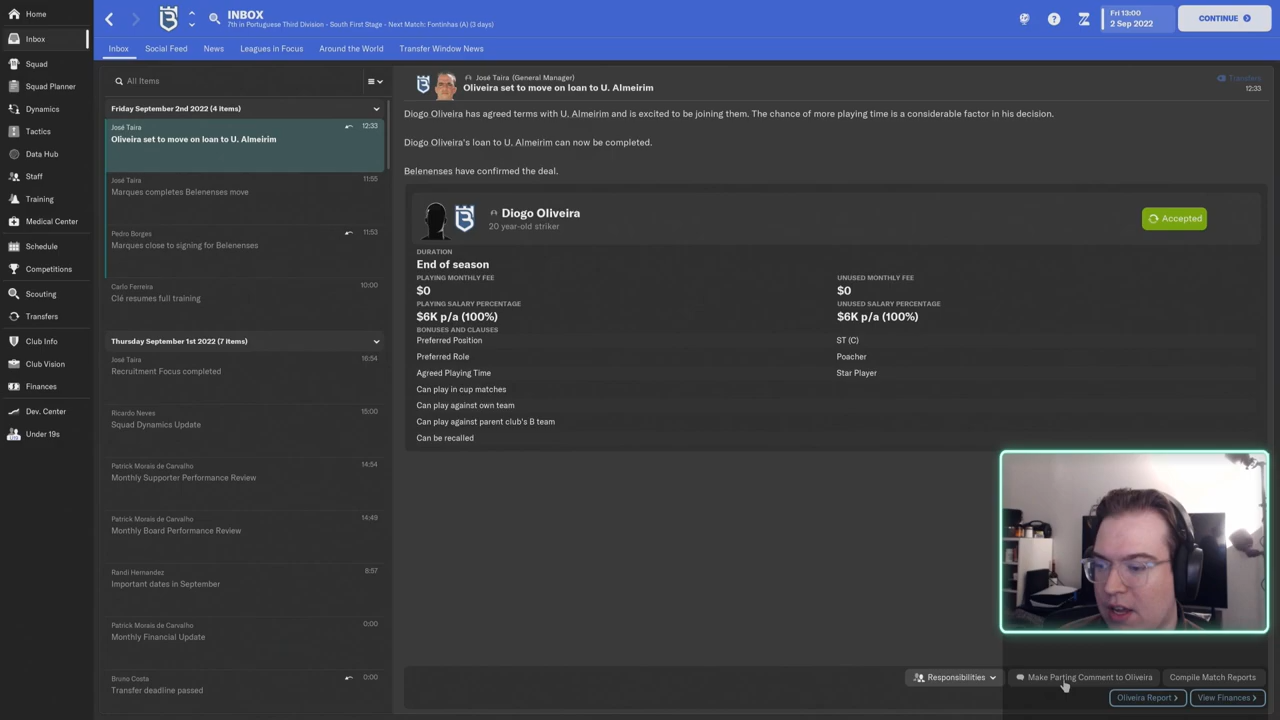 Home
INBOX
7th in Portuguese Third Division - South First Stage - Next Match: Fontinhas (A) (3 days)
Fri 13:00
2 Sep 2022
CONTINUE
Inbox
Squad
Squad Planner
Dynamics
Tactics
Data Hub
Staff
Training
Medical Center
Schedule
Competitions
Scouting
Transfers
Club Info
Club Vision
Finances
Dev. Center
Under 19s
Inbox
Social Feed
News
Leagues in Focus
Around the World
Transfer Window News
All Items
Friday September 2nd 2022 (4 items)
José Taira
12:33
Oliveira set to move on loan to U. Almeirim
José Taira
11:55
Marques completes Belenenses move
Pedro Borges
11:53
Marques close to signing for Belenenses
Carlo Ferreira
10:00
Clé resumes full training
Thursday September 1st 2022 (7 items)
José Taira
16:54
Recruitment Focus completed
Ricardo Neves
15:00
Squad Dynamics Update
Patrick Morais de Carvalho
14:54
Monthly Supporter Performance Review
Patrick Morais de Carvalho
14:49
Monthly Board Performance Review
Randi Hernandez
8:57
Important dates in September
Patrick Morais de Carvalho
0:00
Monthly Financial Update
Bruno Costa
0:00
Transfer deadline passed
José Taira (General Manager)
Oliveira set to move on loan to U. Almeirim
Transfers
12:33
Diogo Oliveira has agreed terms with U. Almeirim and is excited to be joining them. The chance of more playing time is a considerable factor in his decision.
Diogo Oliveira's loan to U. Almeirim can now be completed.
Belenenses have confirmed the deal.
Diogo Oliveira
20 year-old striker
Accepted
DURATION
End of season
PLAYING MONTHLY FEE
$0
UNUSED MONTHLY FEE
$0
PLAYING SALARY PERCENTAGE
$6K p/a (100%)
UNUSED SALARY PERCENTAGE
$6K p/a (100%)
BONUSES AND CLAUSES
Preferred Position
ST (C)
Preferred Role
Poacher
Agreed Playing Time
Star Player
Can play in cup matches
Can play against own team
Can play against parent club's B team
Can be recalled
Responsibilities
Make Parting Comment to Oliveira
Compile Match Reports
Oliveira Report >
View Finances >